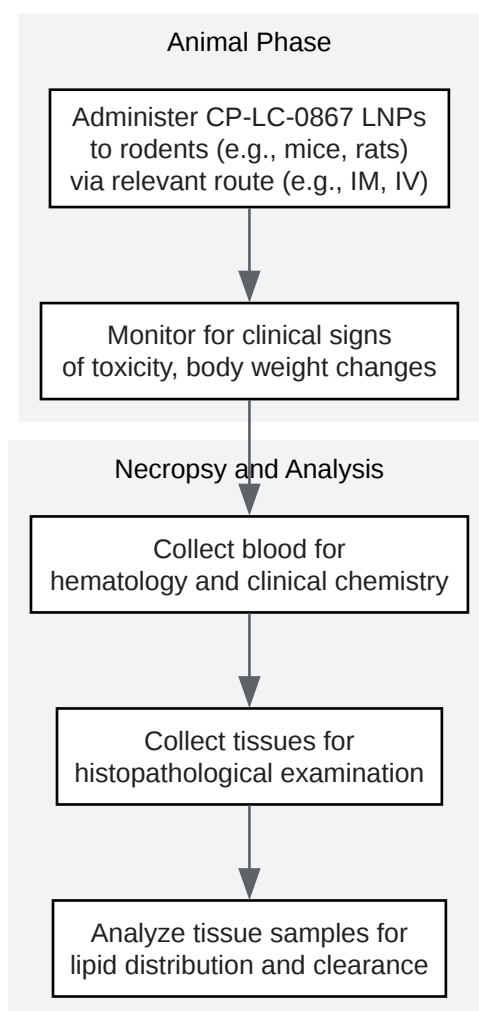 Animal Phase
Administer CP-LC-0867 LNPs
to rodents (e.g., mice, rats)
via relevant route (e.g., IM, IV)
Monitor for clinical signs
of toxicity, body weight changes
Necropsy and Analysis
Collect blood for
hematology and clinical chemistry
Collect tissues for
histopathological examination
Analyze tissue samples for
lipid distribution and clearance